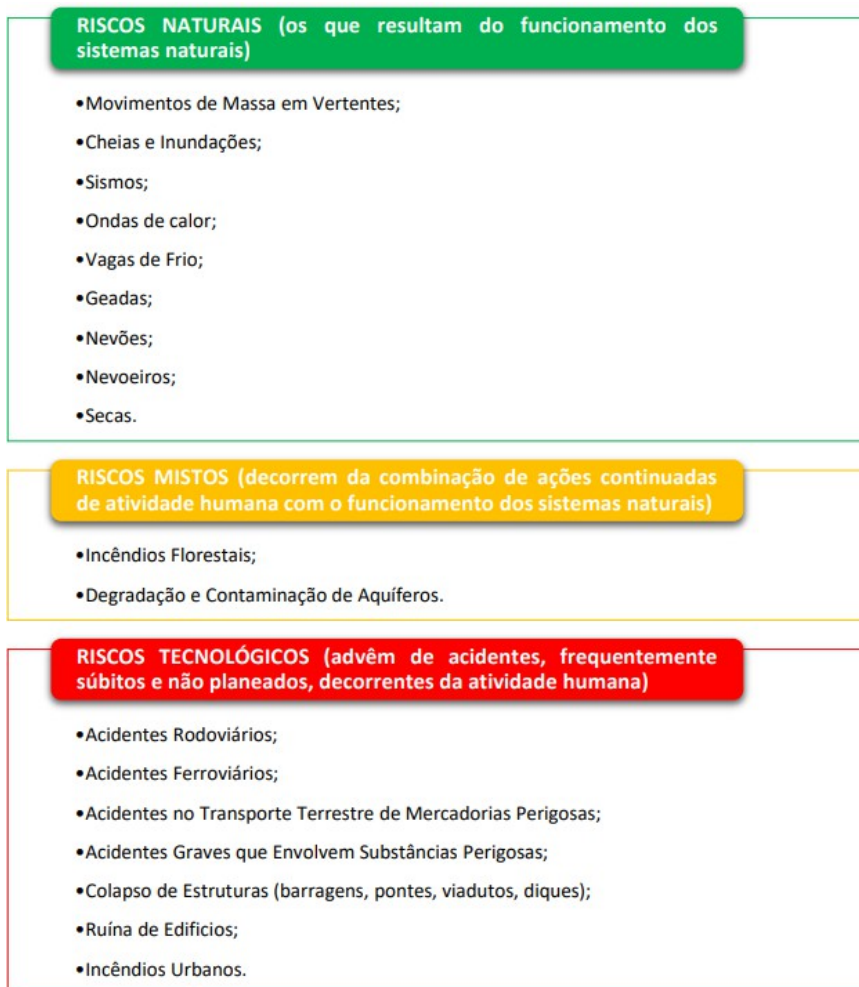 RISCOS NATURAIS (os que resultam do funcionamento dos
sistemas naturais)
•Movimentos de Massa em Vertentes;
•Cheias e Inundações;
•Sismos;
•Ondas de calor;
•Vagas de Frio;
•Geadas;
•Nevões;
•Nevoeiros;
•Secas.
RISCOS MISTOS (decorrem da combinação de ações continuadas
de atividade humana com o funcionamento dos sistemas naturais)
•Incêndios Florestais;
•Degradação e Contaminação de Aquíferos.
RISCOS TECNOLÓGICOS (advêm de acidentes, frequentemente
súbitos e não planeados, decorrentes da atividade humana)
•Acidentes Rodoviários;
•Acidentes Ferroviários;
•Acidentes no Transporte Terrestre de Mercadorias Perigosas;
•Acidentes Graves que Envolvem Substâncias Perigosas;
•Colapso de Estruturas (barragens, pontes, viadutos, diques);
•Ruína de Edificios;
•Incêndios Urbanos.